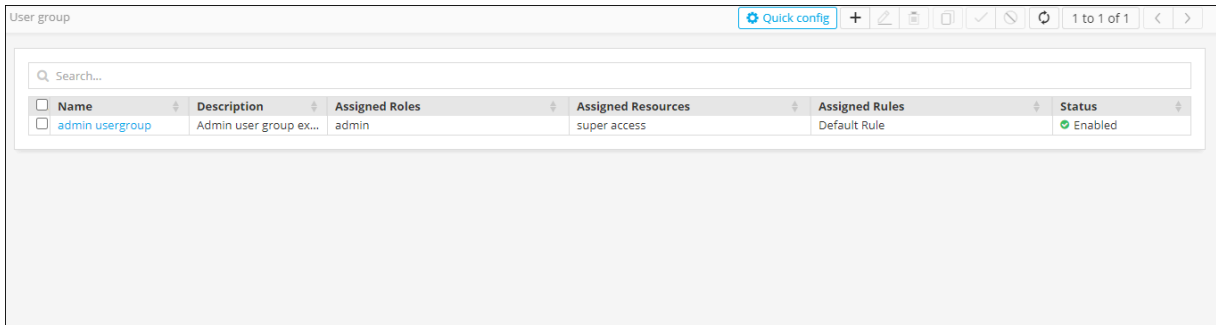 User group
Quick config
1 to 1 of 1
Search...
Name Description Assigned Roles Assigned Resources Assigned Rules Status
admin usergroup Admin user group ex... admin super access Default Rule Enabled